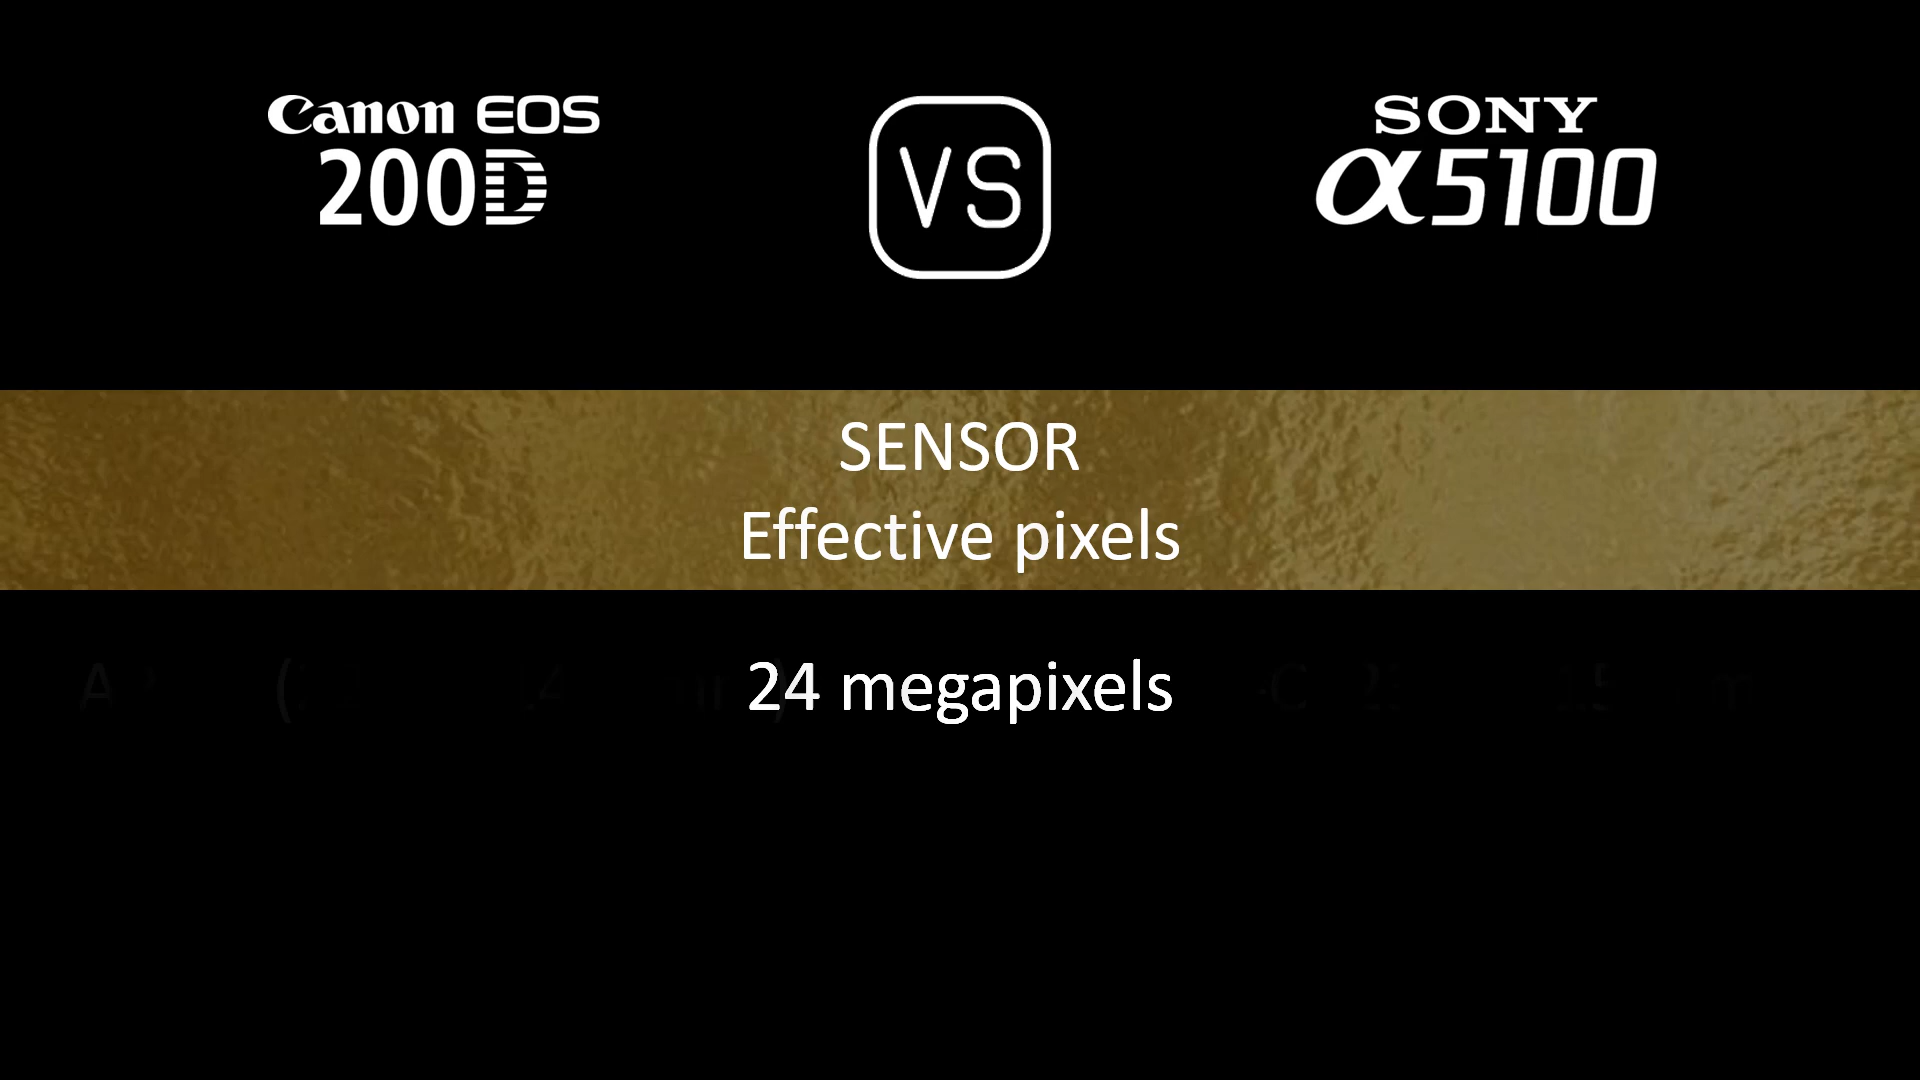 Canon EOS
200D
VS
SONY
α5100
SENSOR
Effective pixels
24 megapixels